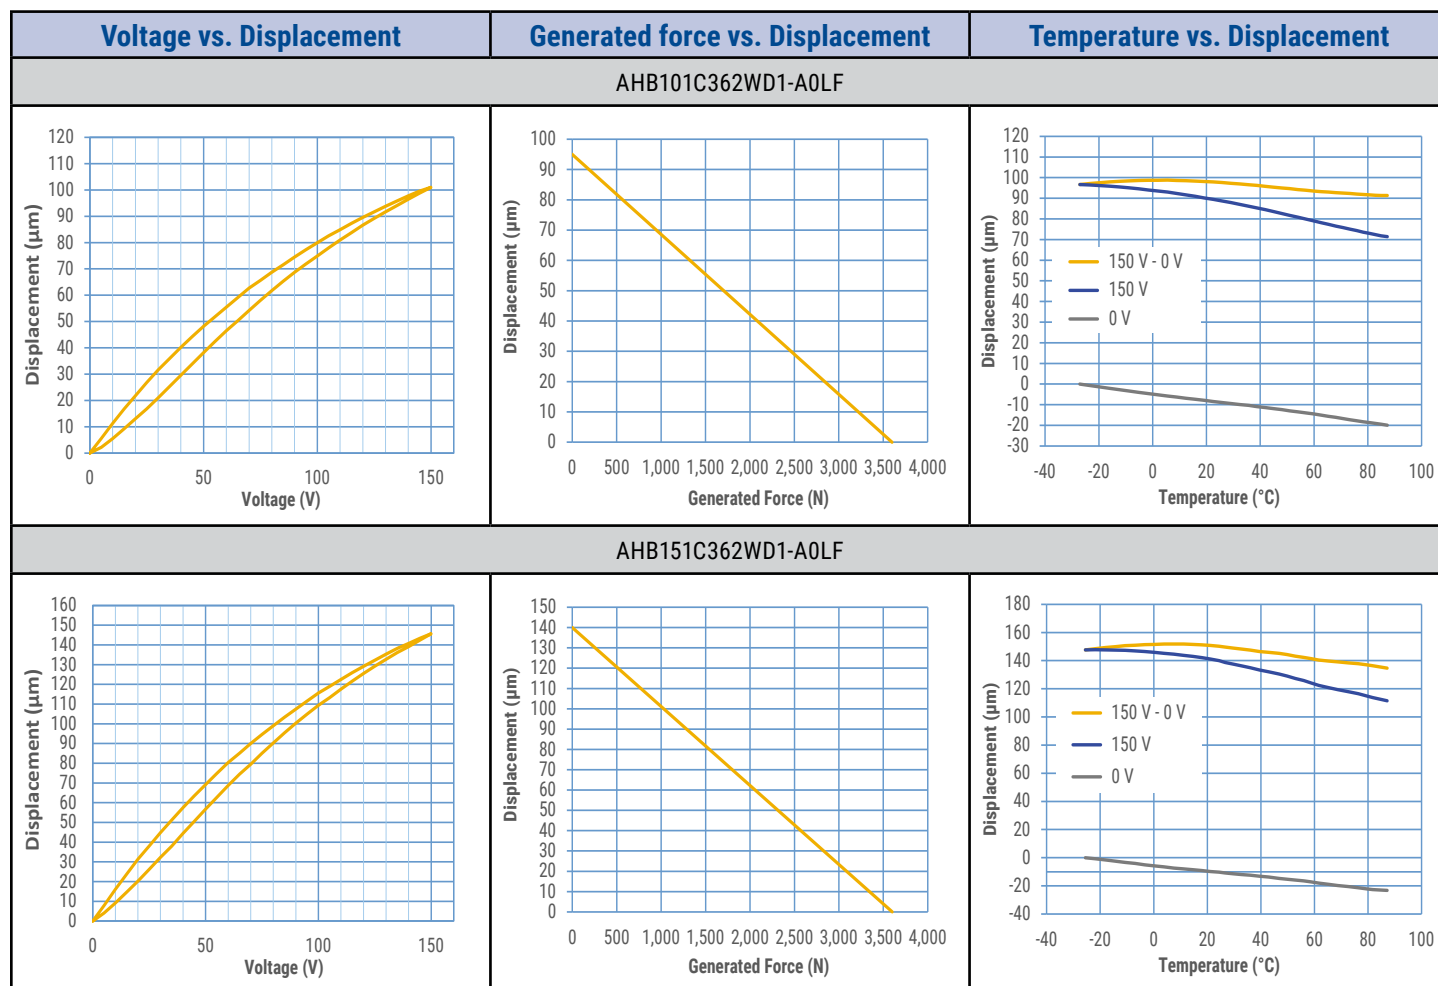 Voltage vs. Displacement
Generated force vs. Displacement
Temperature vs. Displacement
AHB101C362WD1-A0LF
120
110
100
90
80
70
60
50
40
30
20
10
0
Displacement (µm)
0 50 100 150
Voltage (V)
100
90
80
70
60
50
40
30
20
10
0
Displacement (µm)
0 500 1,000 1,500 2,000 2,500 3,000 3,500 4,000
Generated Force (N)
120
110
100
90
80
70
60
50
40
30
20
10
0
-10
-20
-30
Displacement (µm)
150 V - 0 V
150 V
0 V
-40 -20 0 20 40 60 80 100
Temperature (°C)
AHB151C362WD1-A0LF
160
150
140
130
120
110
100
90
80
70
60
50
40
30
20
10
0
Displacement (µm)
0 50 100 150
Voltage (V)
150
140
130
120
110
100
90
80
70
60
50
40
30
20
10
0
Displacement (µm)
0 500 1,000 1,500 2,000 2,500 3,000 3,500 4,000
Generated Force (N)
180
160
140
120
100
80
60
40
20
0
-20
-40
Displacement (µm)
150 V - 0 V
150 V
0 V
-40 -20 0 20 40 60 80 100
Temperature (°C)